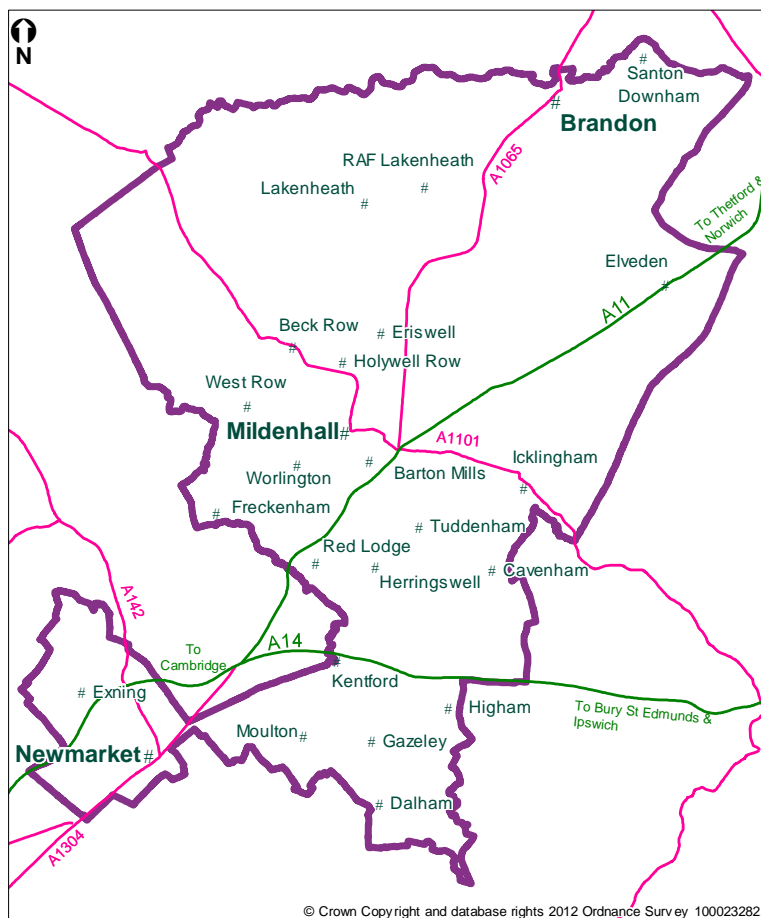 N
Santon
Downham
Brandon
RAF Lakenheath
A1065
Lakenheath
To Thetford &
Norwich
Elveden
A11
Beck Row
Eriswell
Holywell Row
West Row
Mildenhall
A1101
Icklingham
Worlington
Barton Mills
Freckenham
Tuddenham
Red Lodge
Herringswell
Cavenham
A142
To
Cambridge
A14
Kentford
Exning
Higham
To Bury St Edmunds &
Ipswich
Moulton
Gazeley
Newmarket
Dalham
A1304
© Crown Copyright and database rights 2012 Ordnance Survey 100023282